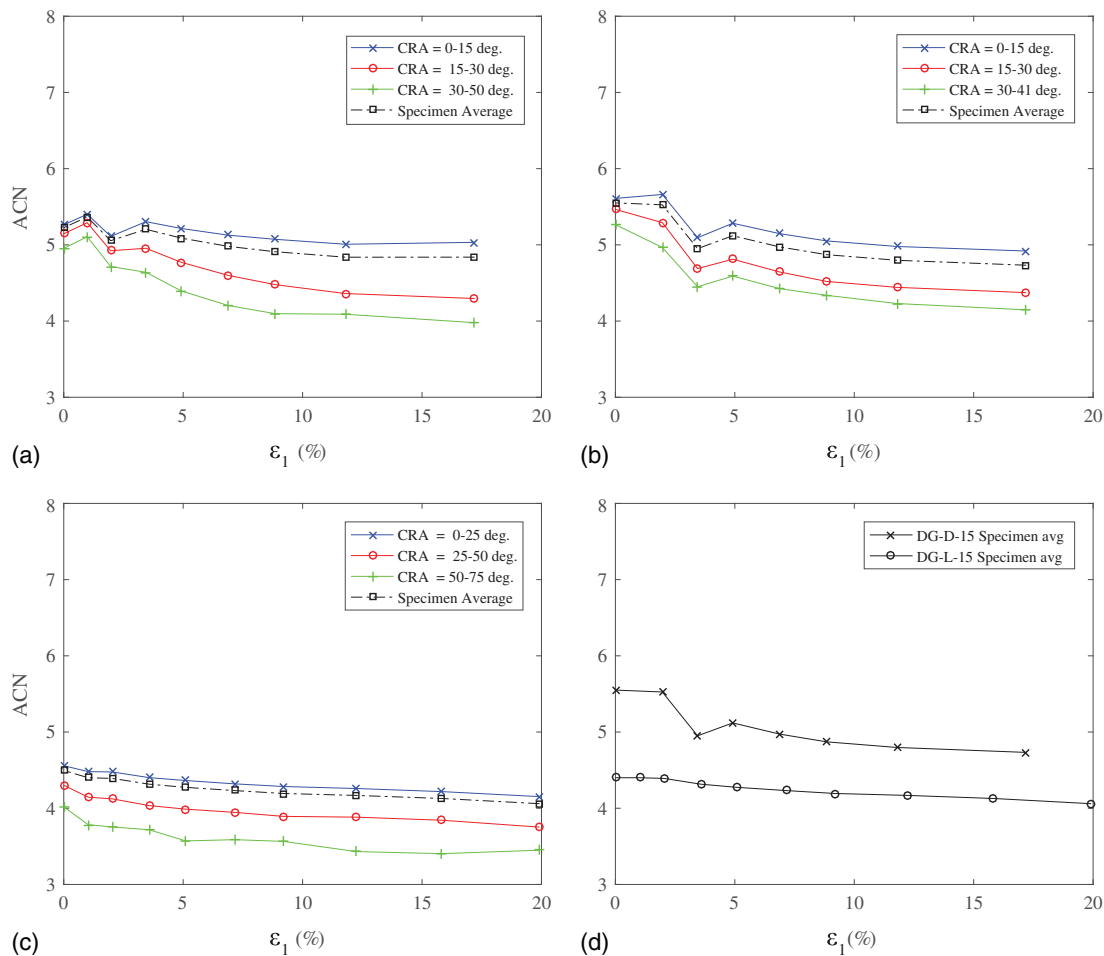 8
7
6
5
4
3
ACN
0
5
10
15
20
ε1 (%)
(a)
CRA = 0-15 deg.
CRA = 15-30 deg.
CRA = 30-50 deg.
Specimen Average
8
7
6
5
4
3
0
5
10
15
20
ε1 (%)
(b)
CRA = 0-15 deg.
CRA = 15-30 deg.
CRA = 30-41 deg.
Specimen Average
8
7
6
5
4
3
ACN
0
5
10
15
20
ε1 (%)
(c)
CRA = 0-25 deg.
CRA = 25-50 deg.
CRA = 50-75 deg.
Specimen Average
8
7
6
5
4
3
0
5
10
15
20
ε1(%)
(d)
DG-D-15 Specimen avg
DG-L-15 Specimen avg